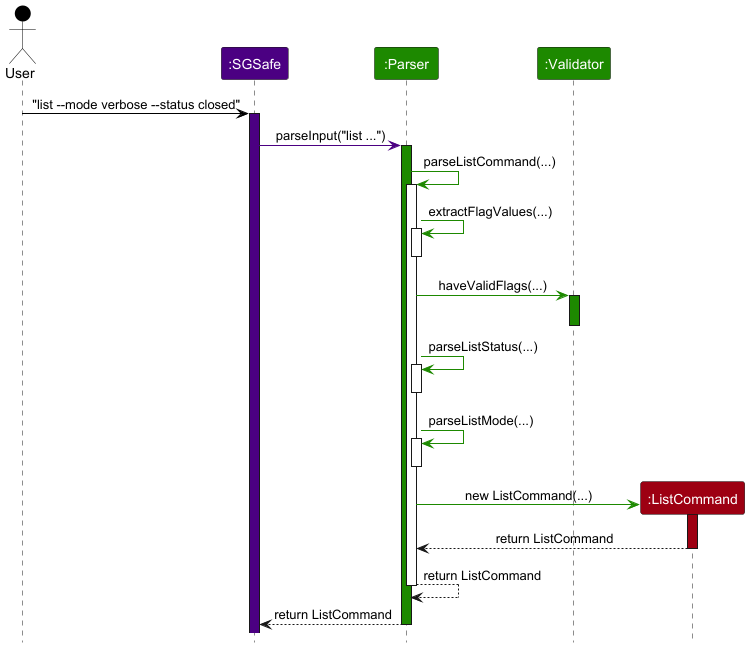 User
:SGSafe
:Parser
:Validator
"list --mode verbose --status closed"
parseInput("list ...")
parseListCommand(...)
extractFlagValues(...)
haveValidFlags(...)
parseListStatus(...)
parseListMode(...)
new ListCommand(...)
:ListCommand
return ListCommand
return ListCommand
return ListCommand